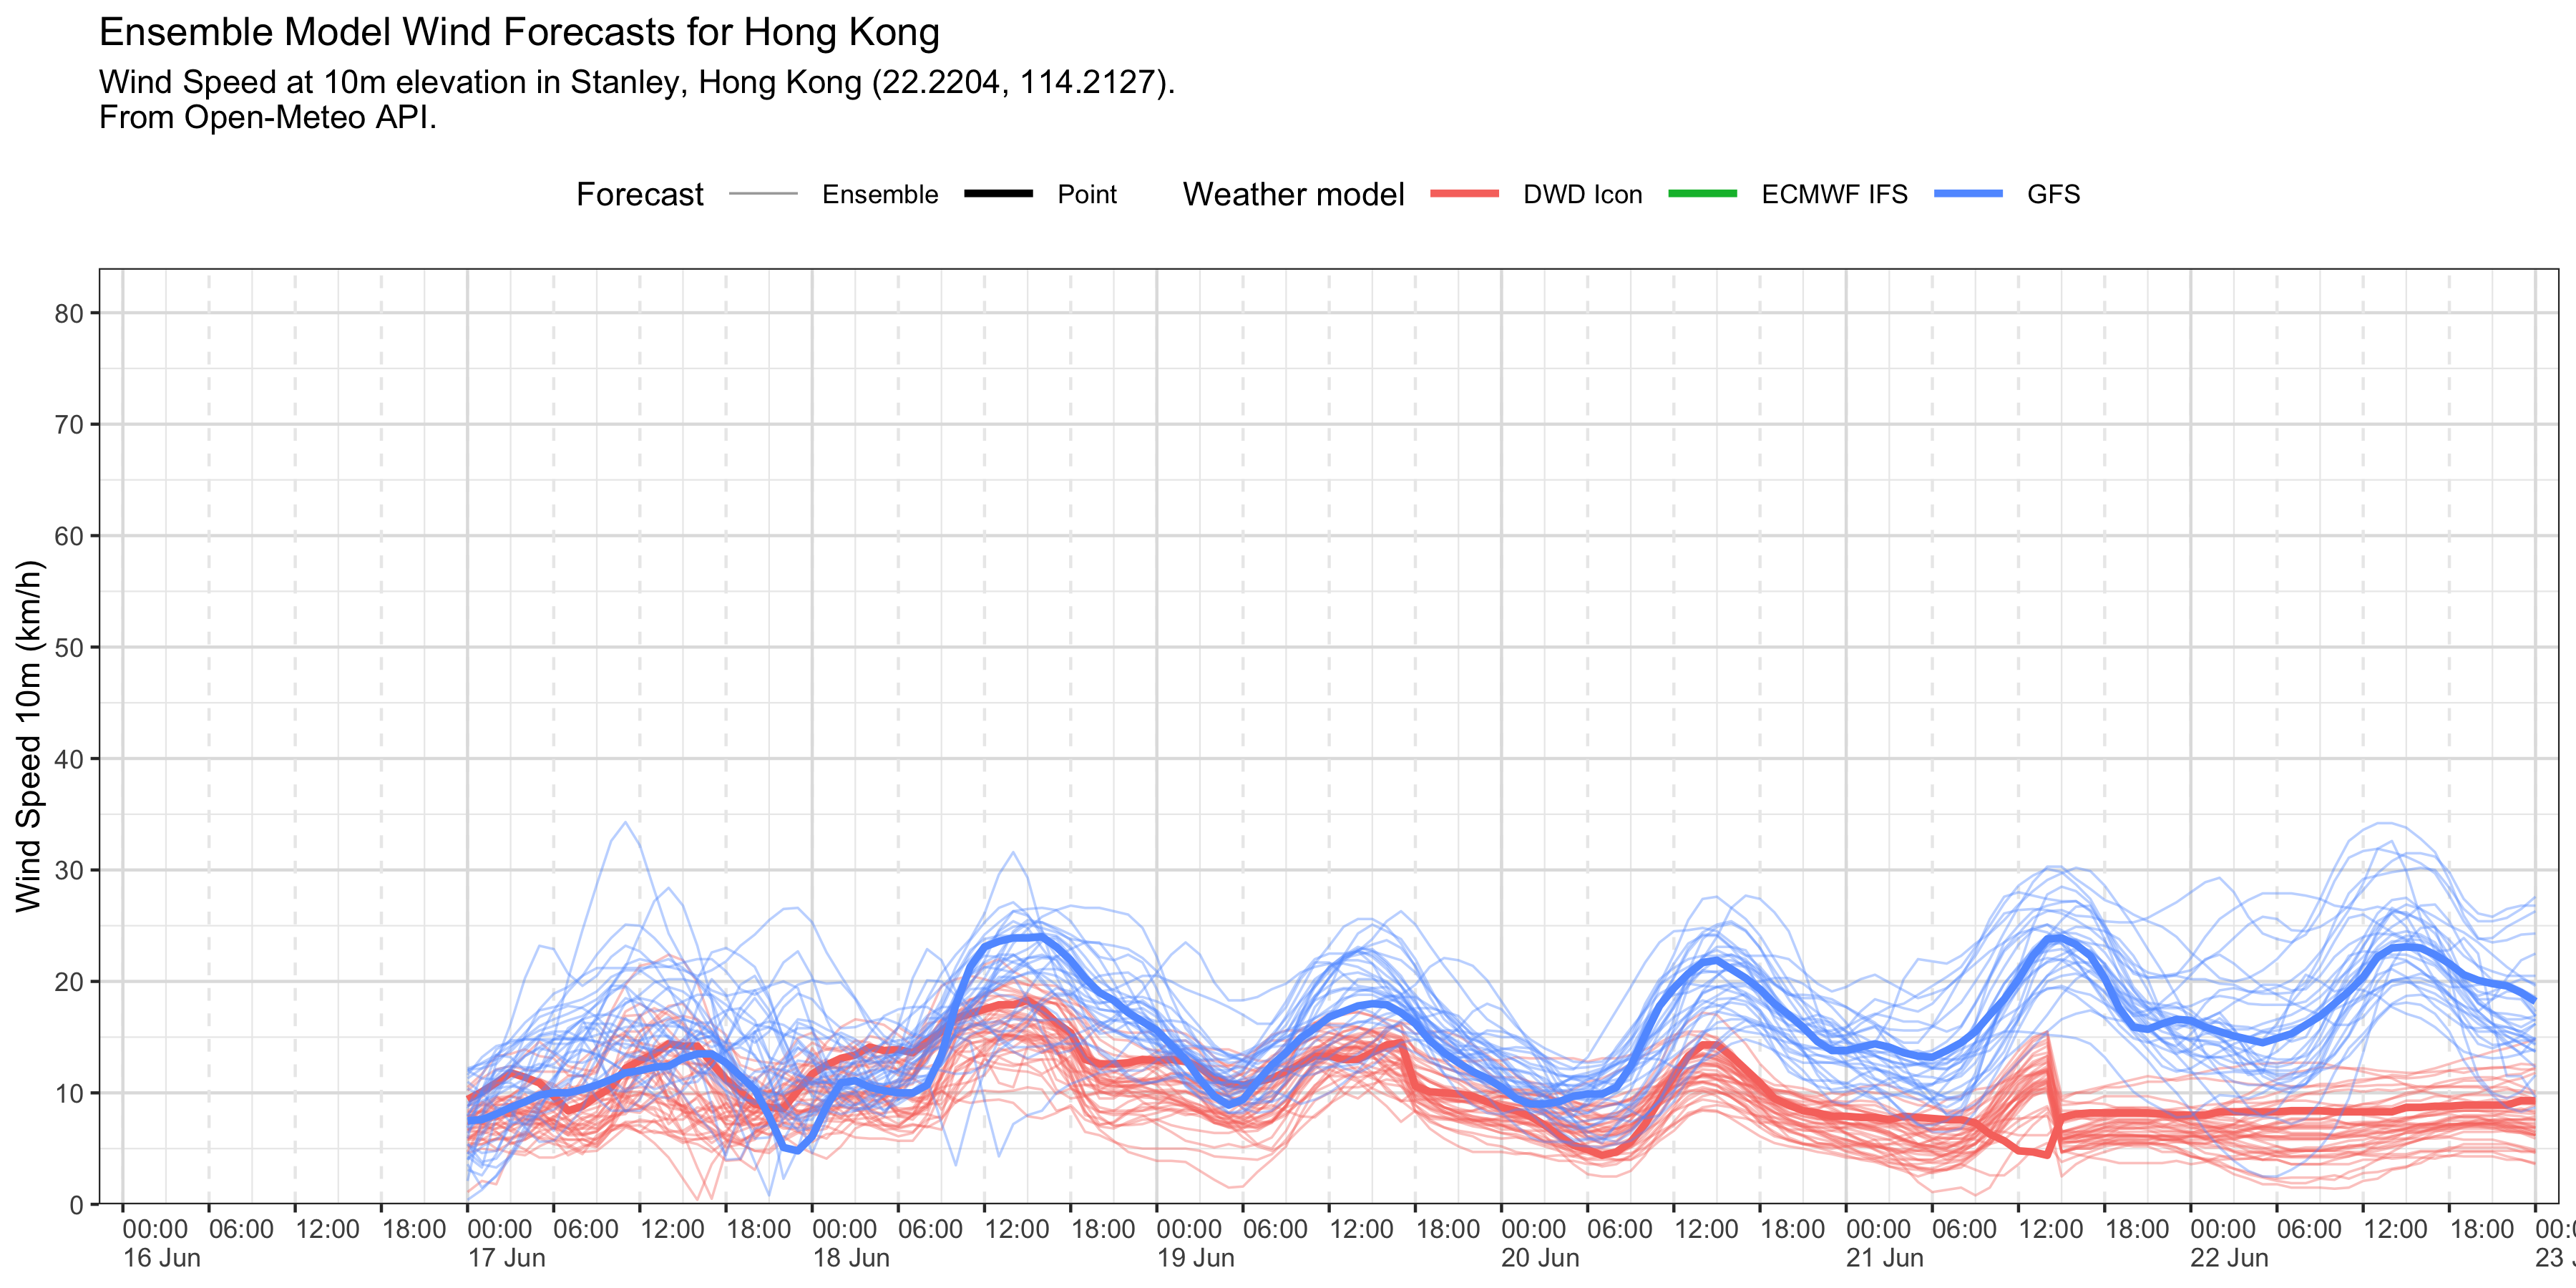 Ensemble Model Wind Forecasts for Hong Kong
Wind Speed at 10m elevation in Stanley, Hong Kong (22.2204, 114.2127).
From Open-Meteo API.
Forecast Ensemble Point Weather model DWD Icon ECMWF IFS GFS
Wind Speed 10m (km/h)
80
70
60
50
40
30
20
10
0
00:00 06:00 12:00 18:00 00:00 06:00 12:00 18:00 00:00 06:00 12:00 18:00 00:00 06:00 12:00 18:00 00:00 06:00 12:00 18:00 00:00 06:00 12:00 18:00 00:00 06:00 12:00 18:00 00:
16 Jun 17 Jun 18 Jun 19 Jun 20 Jun 21 Jun 22 Jun 23